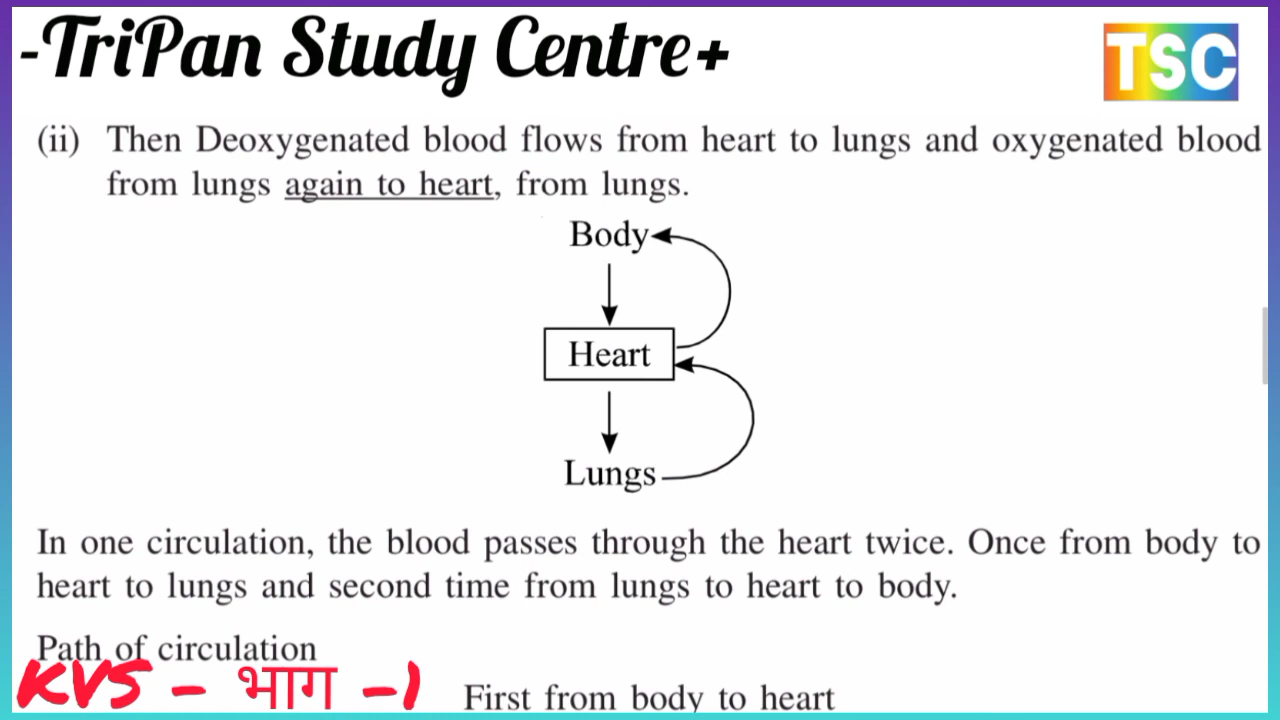 -TriPan Study Centre+
TSC
(ii) Then Deoxygenated blood flows from heart to lungs and oxygenated blood
from lungs again to heart, from lungs.
Body
Heart
Lungs
In one circulation, the blood passes through the heart twice. Once from body to
heart to lungs and second time from lungs to heart to body.
Path of circulation
KVS - भाग -1
First from body to heart